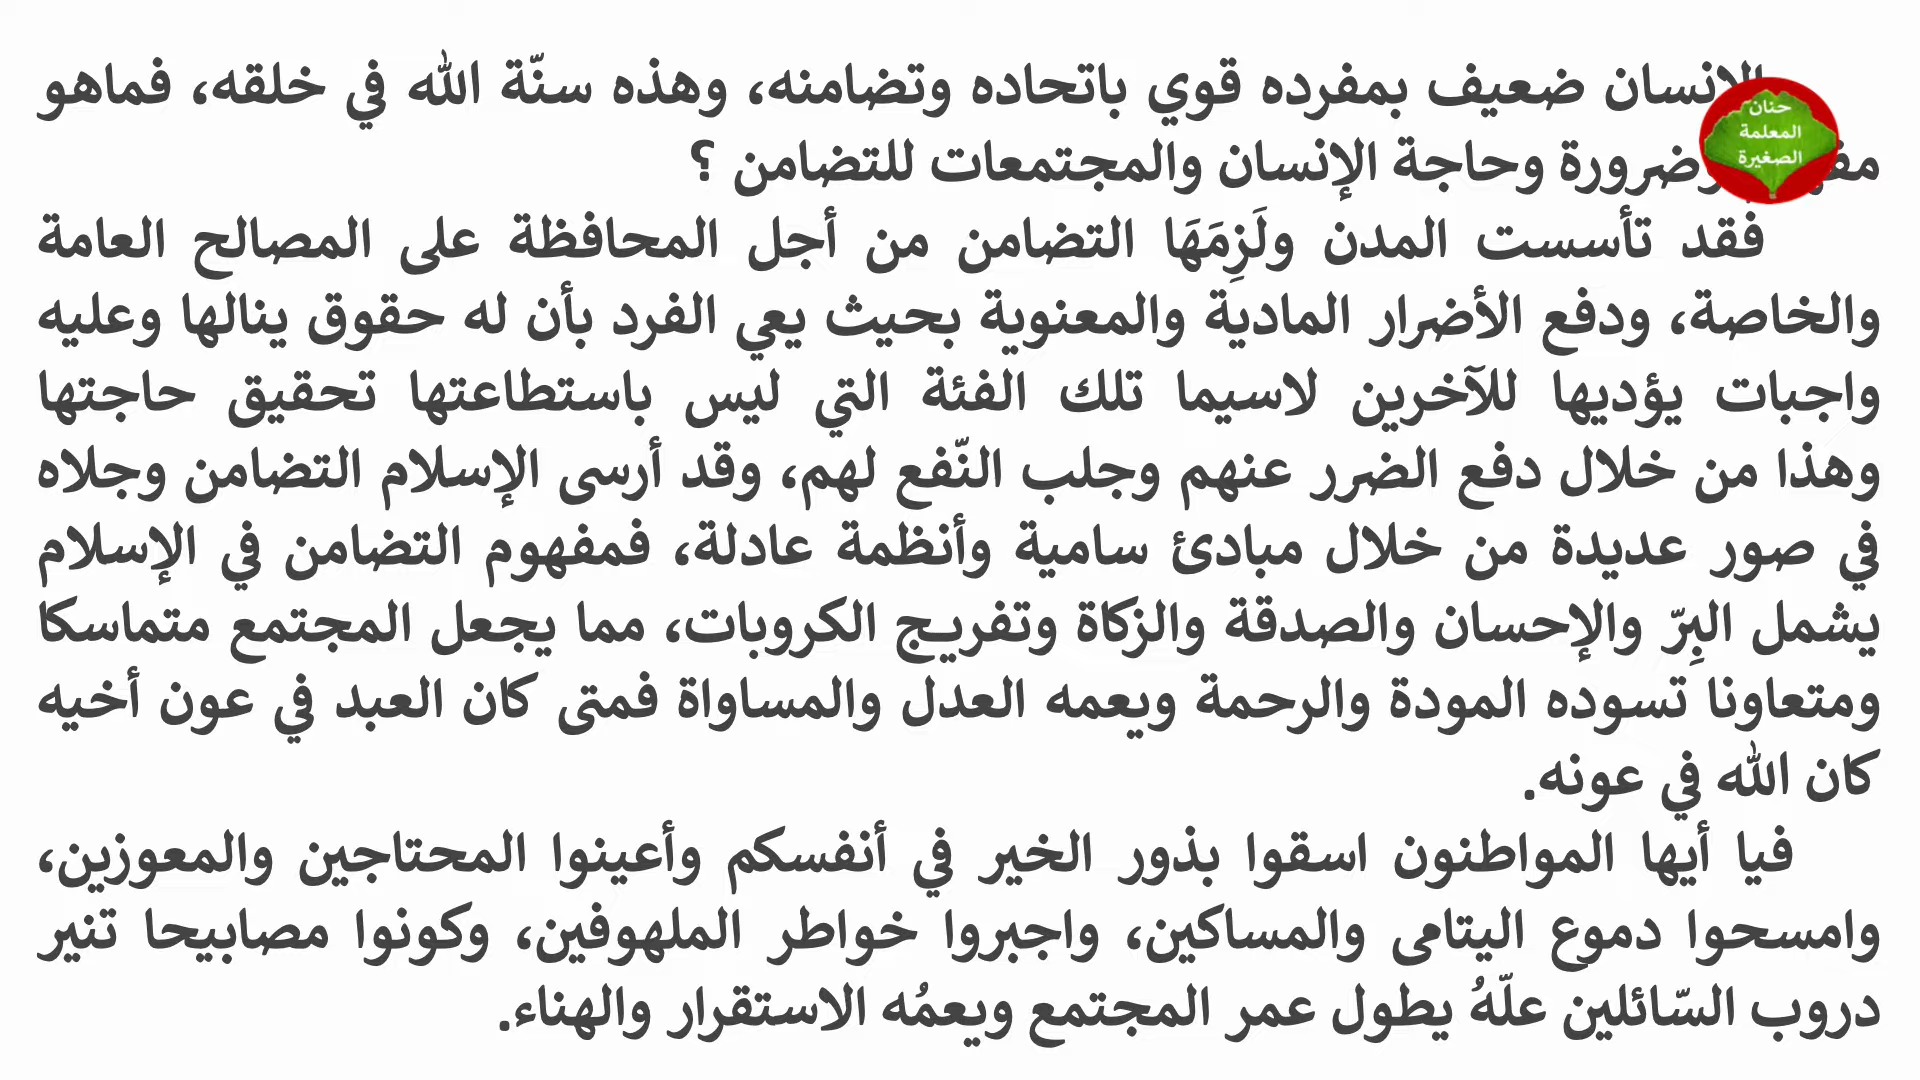 الإنسان ضعيف بمفرده قوي باتحاده وتضامنه، وهذه سنّة الله في خلقه، فماهو
وضرورة وحاجة الإنسان والمجتمعات للتضامن ؟
فقد تأسست المدن ولَزِمَهَا التضامن من أجل المحافظة على المصالح العامة
والخاصة، ودفع الأضرار المادية والمعنوية بحيث يعي الفرد بأن له حقوق ينالها وعليه
واجبات يؤديها للآخرين لاسيما تلك الفئة التي ليس باستطاعتها تحقيق حاجتها
وهذا من خلال دفع الضرر عنهم وجلب النّفع لهم، وقد أرسى الإسلام التضامن وجلاه
في صور عديدة من خلال مبادئ سامية وأنظمة عادلة، فمفهوم التضامن في الإسلام
يشمل البِرّ والإحسان والصدقة والزكاة وتفريج الكروبات، مما يجعل المجتمع متماسكا
ومتعاونا تسوده المودة والرحمة ويعمه العدل والمساواة فمتى كان العبد في عون أخيه
كان الله في عونه.
فيا أيها المواطنون اسقوا بذور الخير في أنفسكم وأعينوا المحتاجين والمعوزين،
وامسحوا دموع اليتامى والمساكين، واجبروا خواطر الملهوفين، وكونوا مصابيحا تنير
دروب السّائلين علّهُ يطول عمر المجتمع ويعمُه الاستقرار والهناء.
حنان
المعلمة
الصغيرة